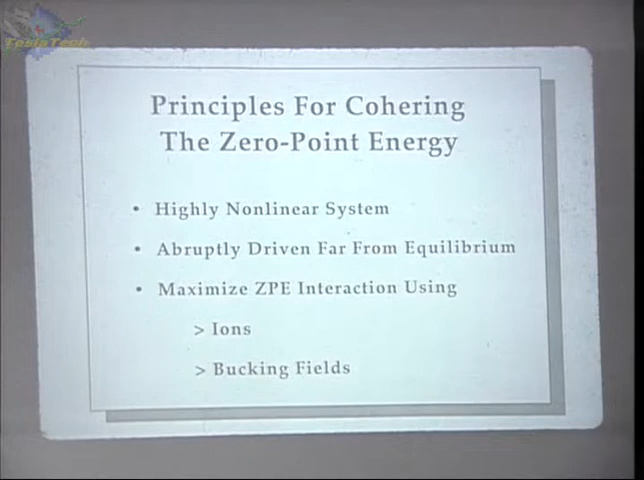 TeslaTech
Principles For Cohering
The Zero-Point Energy
• Highly Nonlinear System
• Abruptly Driven Far From Equilibrium
• Maximize ZPE Interaction Using
> Ions
> Bucking Fields